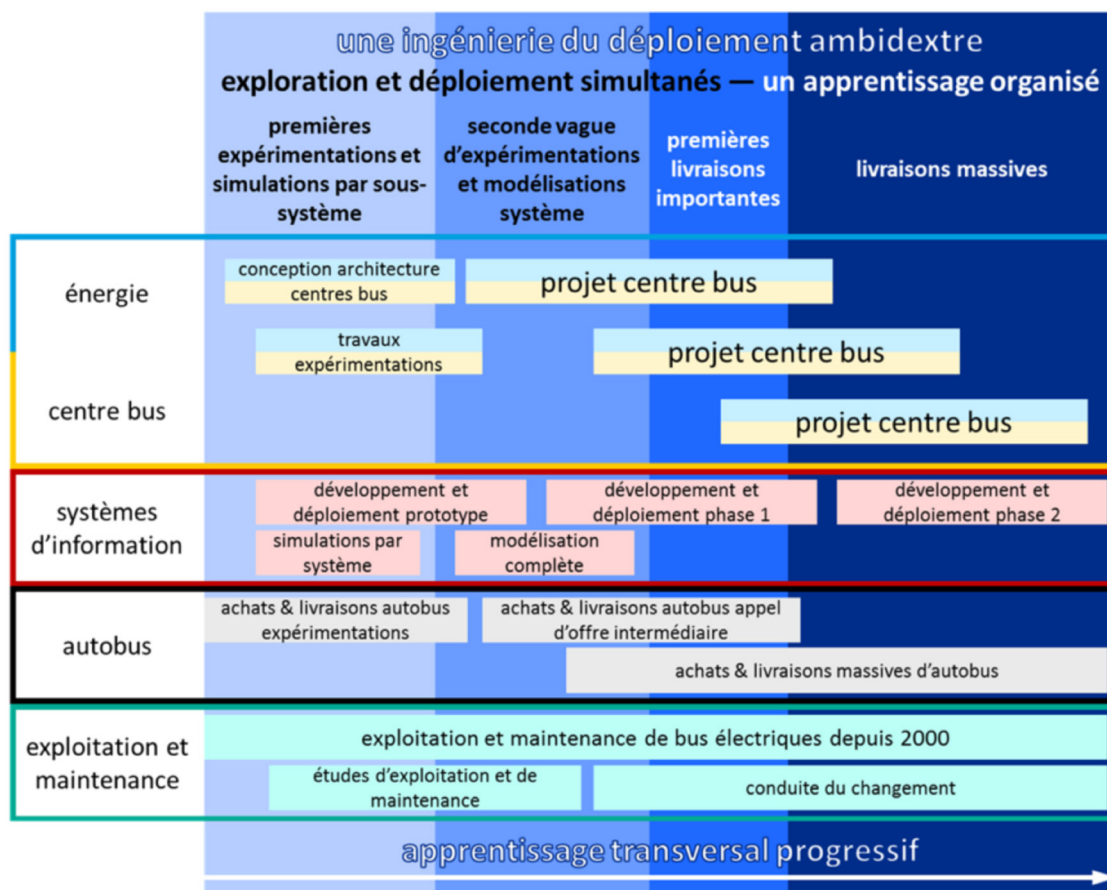 une ingénierie du déploiement ambidextre
exploration et déploiement simultanés — un apprentissage organisé
premières
expérimentations et
simulations par sous-
système
seconde vague
d'expérimentations
et modélisations
système
premières
livraisons
importantes
livraisons massives
énergie
conception architecture
centres bus
projet centre bus
travaux
expérimentations
projet centre bus
centre bus
projet centre bus
systèmes
d'information
développement et
déploiement prototype
développement et
déploiement phase 1
développement et
déploiement phase 2
simulations par
système
modélisation
complète
autobus
achats & livraisons autobus
expérimentations
achats & livraisons autobus appel
d'offre intermédiaire
achats & livraisons massives d'autobus
exploitation et
maintenance
exploitation et maintenance de bus électriques depuis 2000
études d'exploitation et de
maintenance
conduite du changement
apprentissage transversal progressif